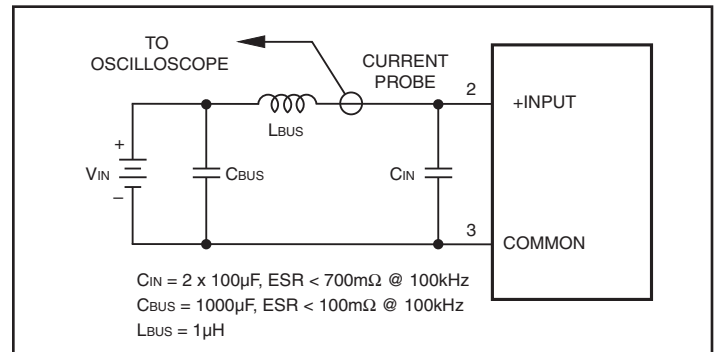 TO
OSCILLOSCOPE
CURRENT
PROBE
2
+INPUT
LBUS
+
VIN
–
CBUS
CIN
3
COMMON
CIN = 2 x 100µF, ESR < 700mΩ @ 100kHz
CBUS = 1000µF, ESR < 100mΩ @ 100kHz
LBUS = 1µH